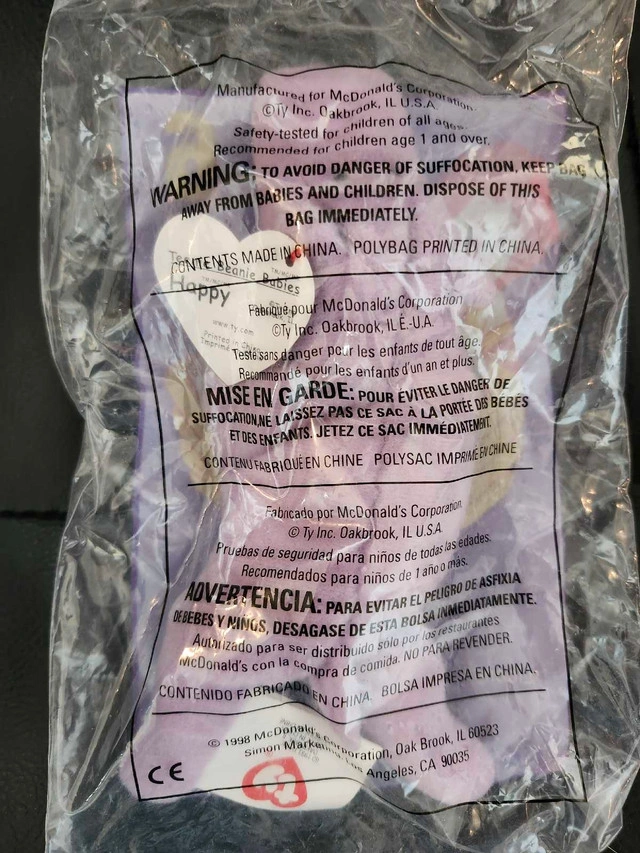 Manufactured for McDonald's Corporation.
©Ty Inc. Oakbrook, IL U.S.A.
Safety-tested for children of all ages.
Recommended for children age 1 and over.
WARNING: TO AVOID DANGER OF SUFFOCATION, KEEP BAG
AWAY FROM BABIES AND CHILDREN. DISPOSE OF THIS
BAG IMMEDIATELY.
CONTENTS MADE IN CHINA. POLYBAG PRINTED IN CHINA.
Beanie Babies
Happy
www.ty.com
Printed in China
Fabriqué pour McDonald's Corporation
©Ty Inc. Oakbrook, IL É.-U.A.
Testé sans danger pour les enfants de tout âge.
Recommandé pour les enfants d'un an et plus.
MISE EN GARDE: POUR ÉVITER LE DANGER DE
SUFFOCATION,NE LAISSEZ PAS CE SAC À LA PORTÉE DES BÉBÉS
ET DES ENFANTS. JETEZ CE SAC IMMÉDIATEMENT.
CONTENU FABRIQUÉ EN CHINE POLYSAC IMPRIMÉ EN CHINE
Fabricado por McDonald's Corporation
© Ty Inc. Oakbrook, IL U.S.A.
Pruebas de seguridad para niños de todas las edades.
Recomendados para niños de 1 año o más.
ADVERTENCIA: PARA EVITAR EL PELIGRO DE ASFIXIA
DE BEBES Y NIÑOS, DESAGASE DE ESTA BOLSA INMEDIATAMENTE.
Autorizado para ser distribuido solo por los restaurantes
McDonald's con la compra de comida. NO PARA REVENDER.
CONTENIDO FABRICADO EN CHINA. BOLSA IMPRESA EN CHINA.
© 1998 McDonald's Corporation, Oak Brook, IL 60523
Simon Marketing Los Angeles, CA 90035
CE
ty